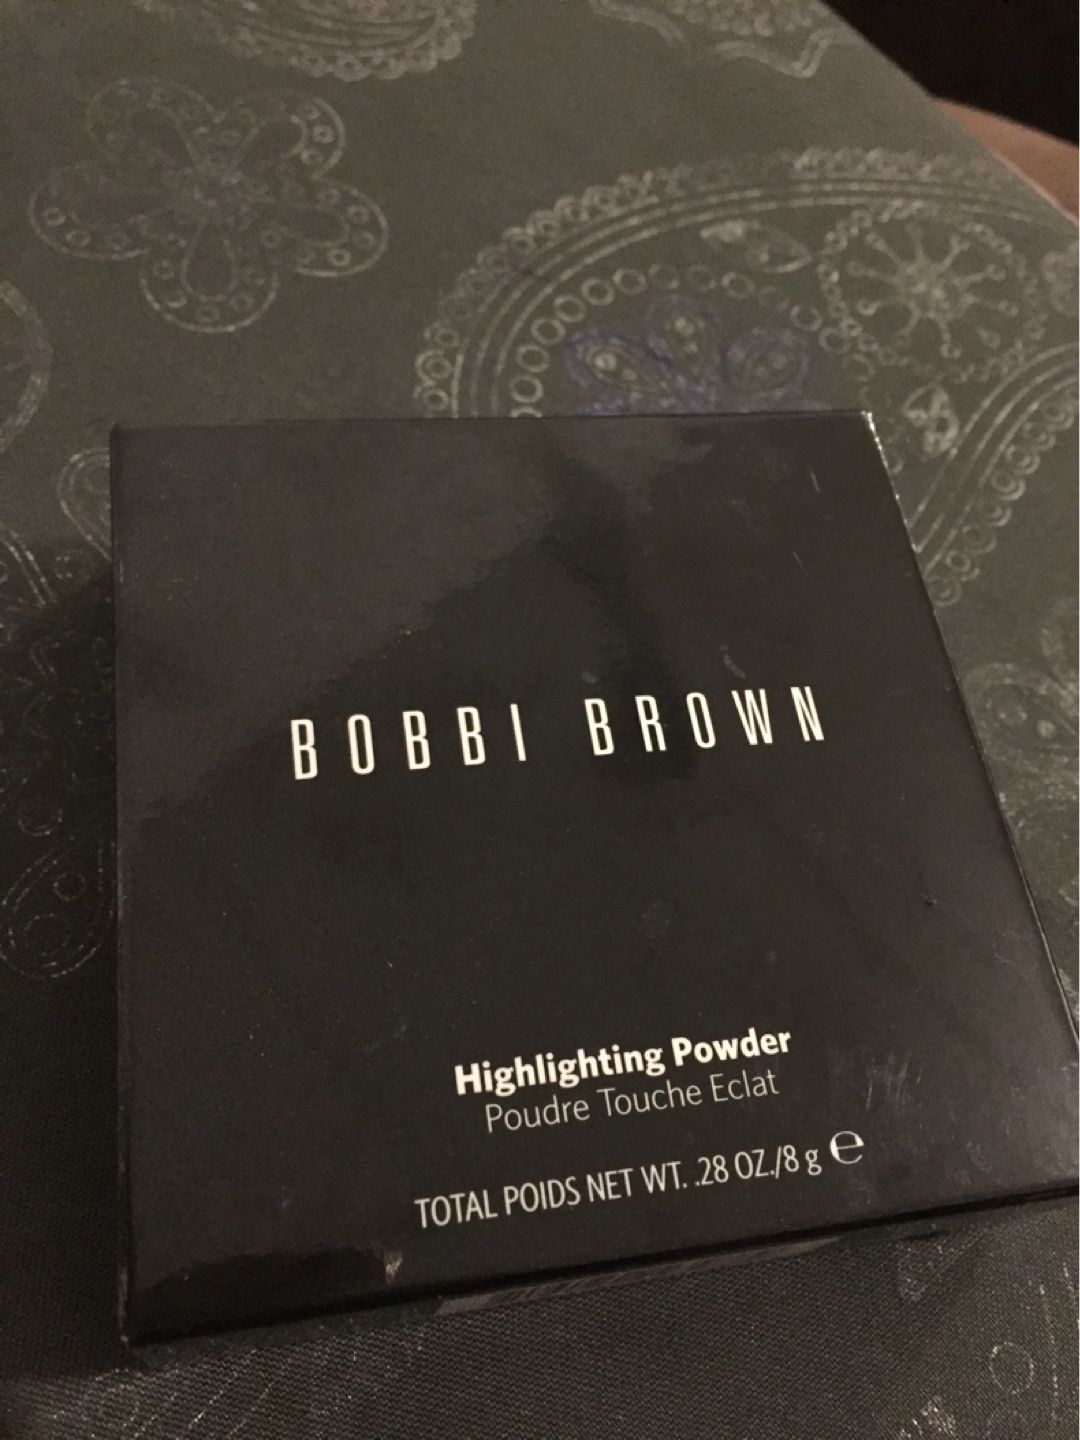 BOBBI BROWN
Highlighting Powder
Poudre Touche Eclat
TOTAL POIDS NET WT. .28 OZ./8 g ℮